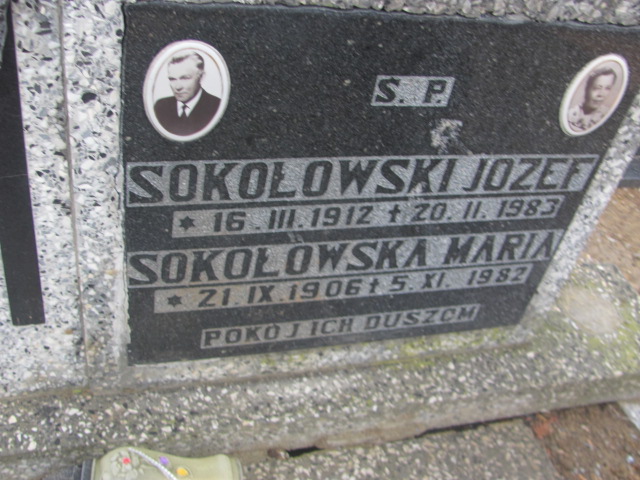 Ś. P.
SOKOŁOWSKI JÓZEF
* 16. III. 1912 † 20. II. 1983
SOKOŁOWSKA MARIA
* 21. IX. 1906 † 5. XI. 1982
POKÓJ ICH DUSZOM